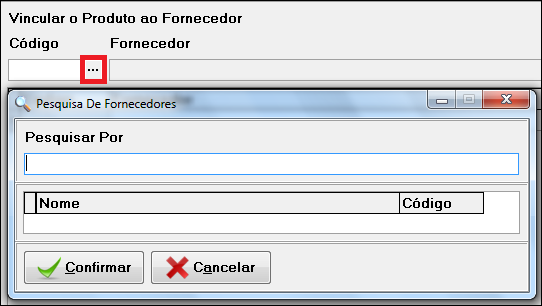 Vincular o Produto ao Fornecedor
Código Fornecedor
...
Pesquisa De Fornecedores
Pesquisar Por
Nome Código
Confirmar Cancelar